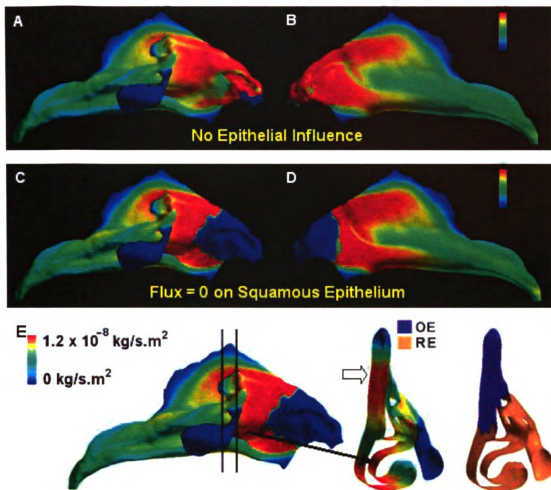 A
B
No Epithelial Influence
C
D
Flux = 0 on Squamous Epithelium
E
1.2 x 10⁻⁸ kg/s.m²
0 kg/s.m²
OE
RE